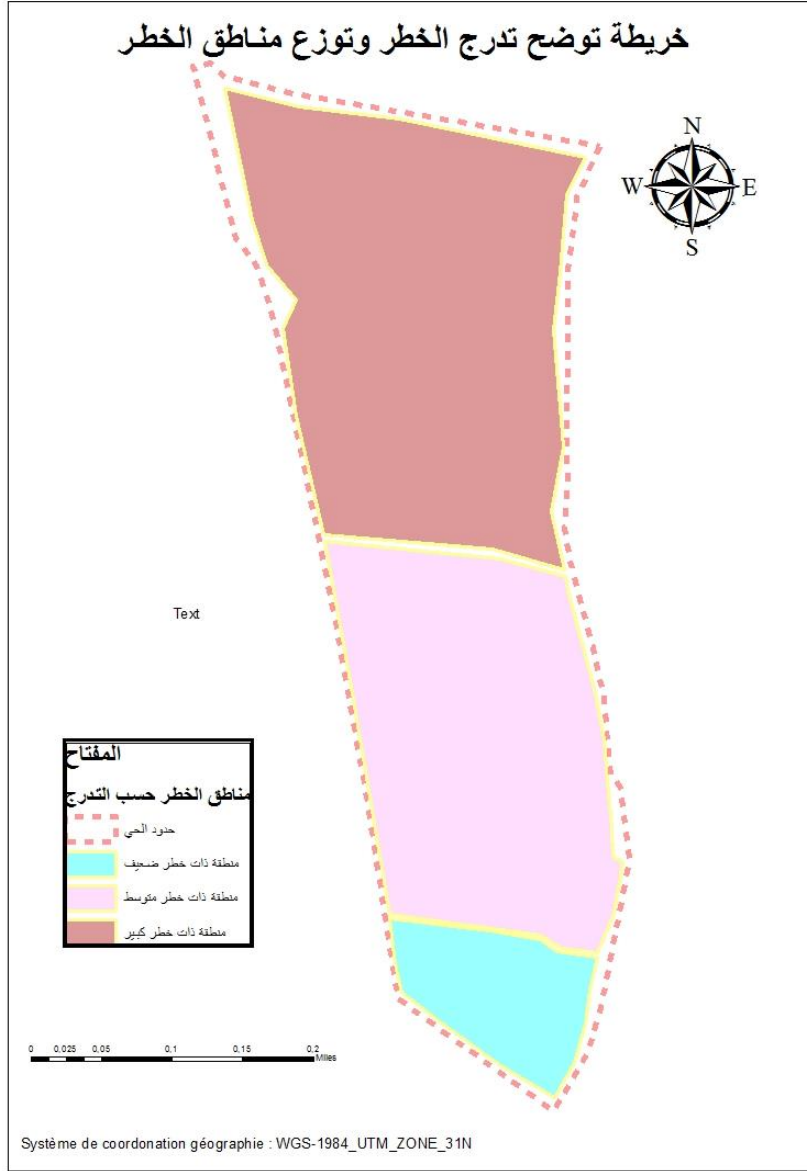 خريطة توضح تدرج الخطر وتوزع مناطق الخطر
N
W E
S
Text
المفتاح
مناطق الخطر حسب التدرج
حدود الحي
منطقة ذات خطر ضعيف
منطقة ذات خطر متوسط
منطقة ذات خطر كبير
0 0,025 0,05 0,1 0,15 0,2
Miles
Système de coordonation géographie : WGS-1984_UTM_ZONE_31N